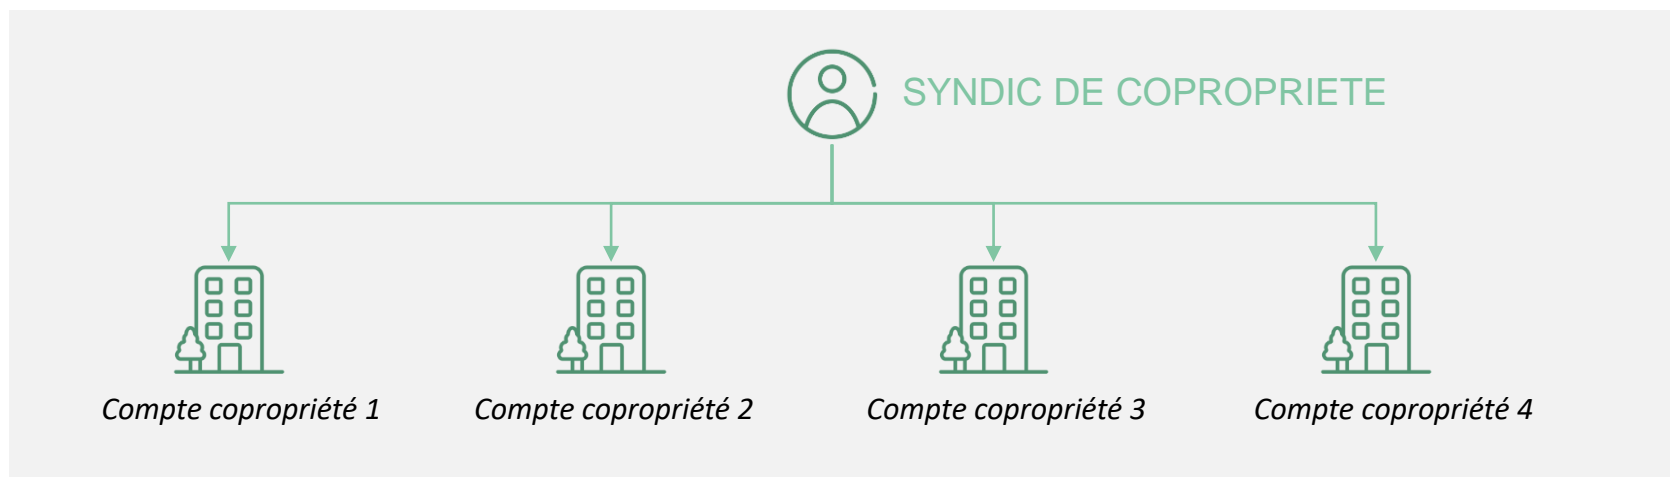 SYNDIC DE COPROPRIETE
Compte copropriété 1
Compte copropriété 2
Compte copropriété 3
Compte copropriété 4